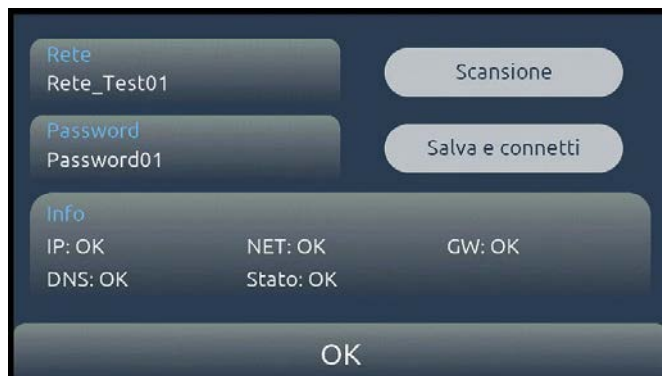 Rete
Rete_Test01
Scansione
Password
Password01
Salva e connetti
Info
IP: OK NET: OK GW: OK
DNS: OK Stato: OK
OK